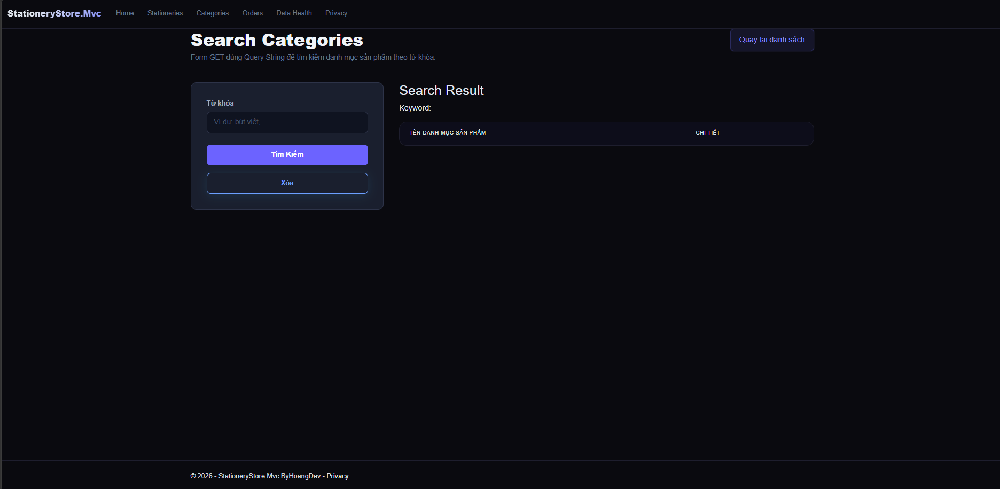 StationeryStore.Mvc Home Stationeries Categories Orders Data Health Privacy
Search Categories
Quay lại danh sách
Form GET dùng Query String để tìm kiếm danh mục sản phẩm theo từ khóa.
Từ khóa
Ví dụ: bút viết,...
Tìm Kiếm
Xóa
Search Result
Keyword:
TÊN DANH MỤC SẢN PHẨM CHI TIẾT
© 2026 - StationeryStore.Mvc.ByHoangDev - Privacy